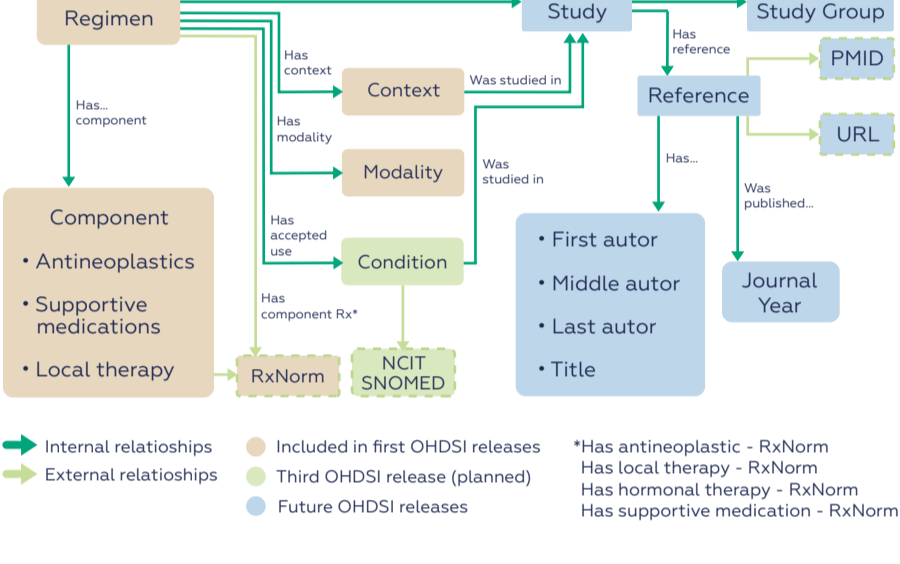 Regimen
Study
Study Group
Has
reference
PMID
Has
context
Context
Was studied in
Reference
Has...
component
Has
modality
URL
Modality
Was
studied in
Has...
Was
published...
Component
• Antineoplastics
• Supportive
medications
• Local therapy
Has
accepted
use
Condition
• First autor
• Middle autor
• Last autor
• Title
Journal
Year
Has
component Rx*
RxNorm
NCIT
SNOMED
Internal relatioships
External relatioships
Included in first OHDSI releases
Third OHDSI release (planned)
Future OHDSI releases
*Has antineoplastic - RxNorm
Has local therapy - RxNorm
Has hormonal therapy - RxNorm
Has supportive medication - RxNorm